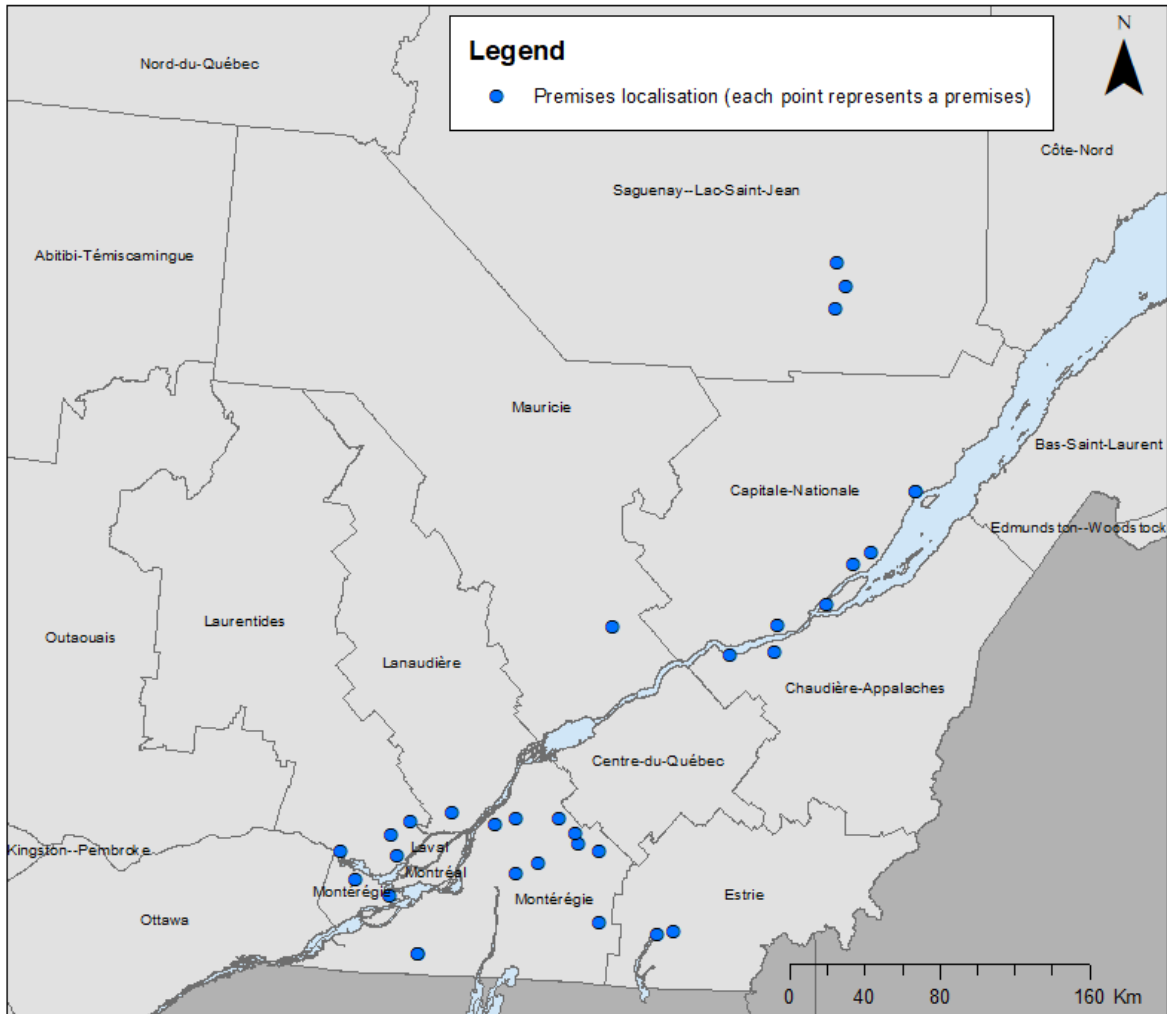 Nord-du-Québec
Legend
Premises localisation (each point represents a premises)
N
Côte-Nord
Saguenay--Lac-Saint-Jean
Abitibi-Témiscamingue
Mauricie
Bas-Saint-Laurent
Capitale-Nationale
Edmundston--Woodstock
Laurentides
Outaouais
Lanaudière
Chaudière-Appalaches
Centre-du-Québec
Kingston--Pembroke
Laval
Montréal
Montérégie
Montérégie
Estrie
Ottawa
0 40 80 160 Km